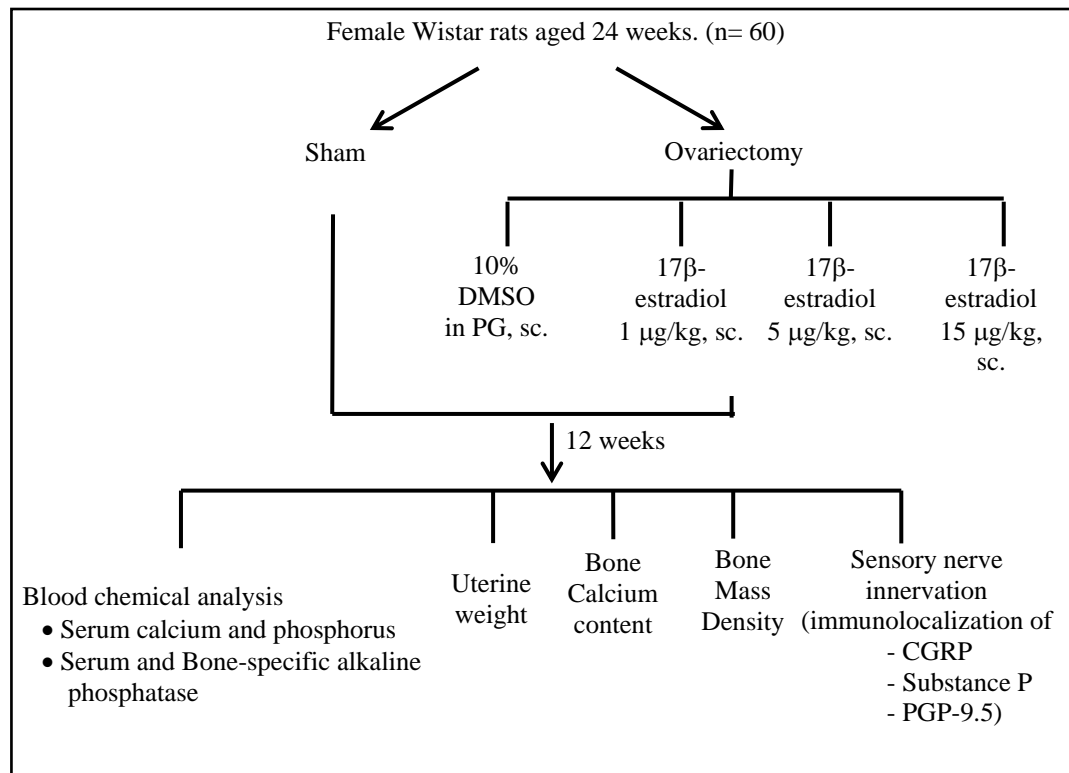 Female Wistar rats aged 24 weeks. (n= 60)
Sham
Ovariectomy
10%
DMSO
in PG, sc.
17β-
estradiol
1 μg/kg, sc.
17β-
estradiol
5 μg/kg, sc.
17β-
estradiol
15 μg/kg,
sc.
12 weeks
Blood chemical analysis
• Serum calcium and phosphorus
• Serum and Bone-specific alkaline
phosphatase
Uterine
weight
Bone
Calcium
content
Bone
Mass
Density
Sensory nerve
innervation
(immunolocalization of
- CGRP
- Substance P
- PGP-9.5)